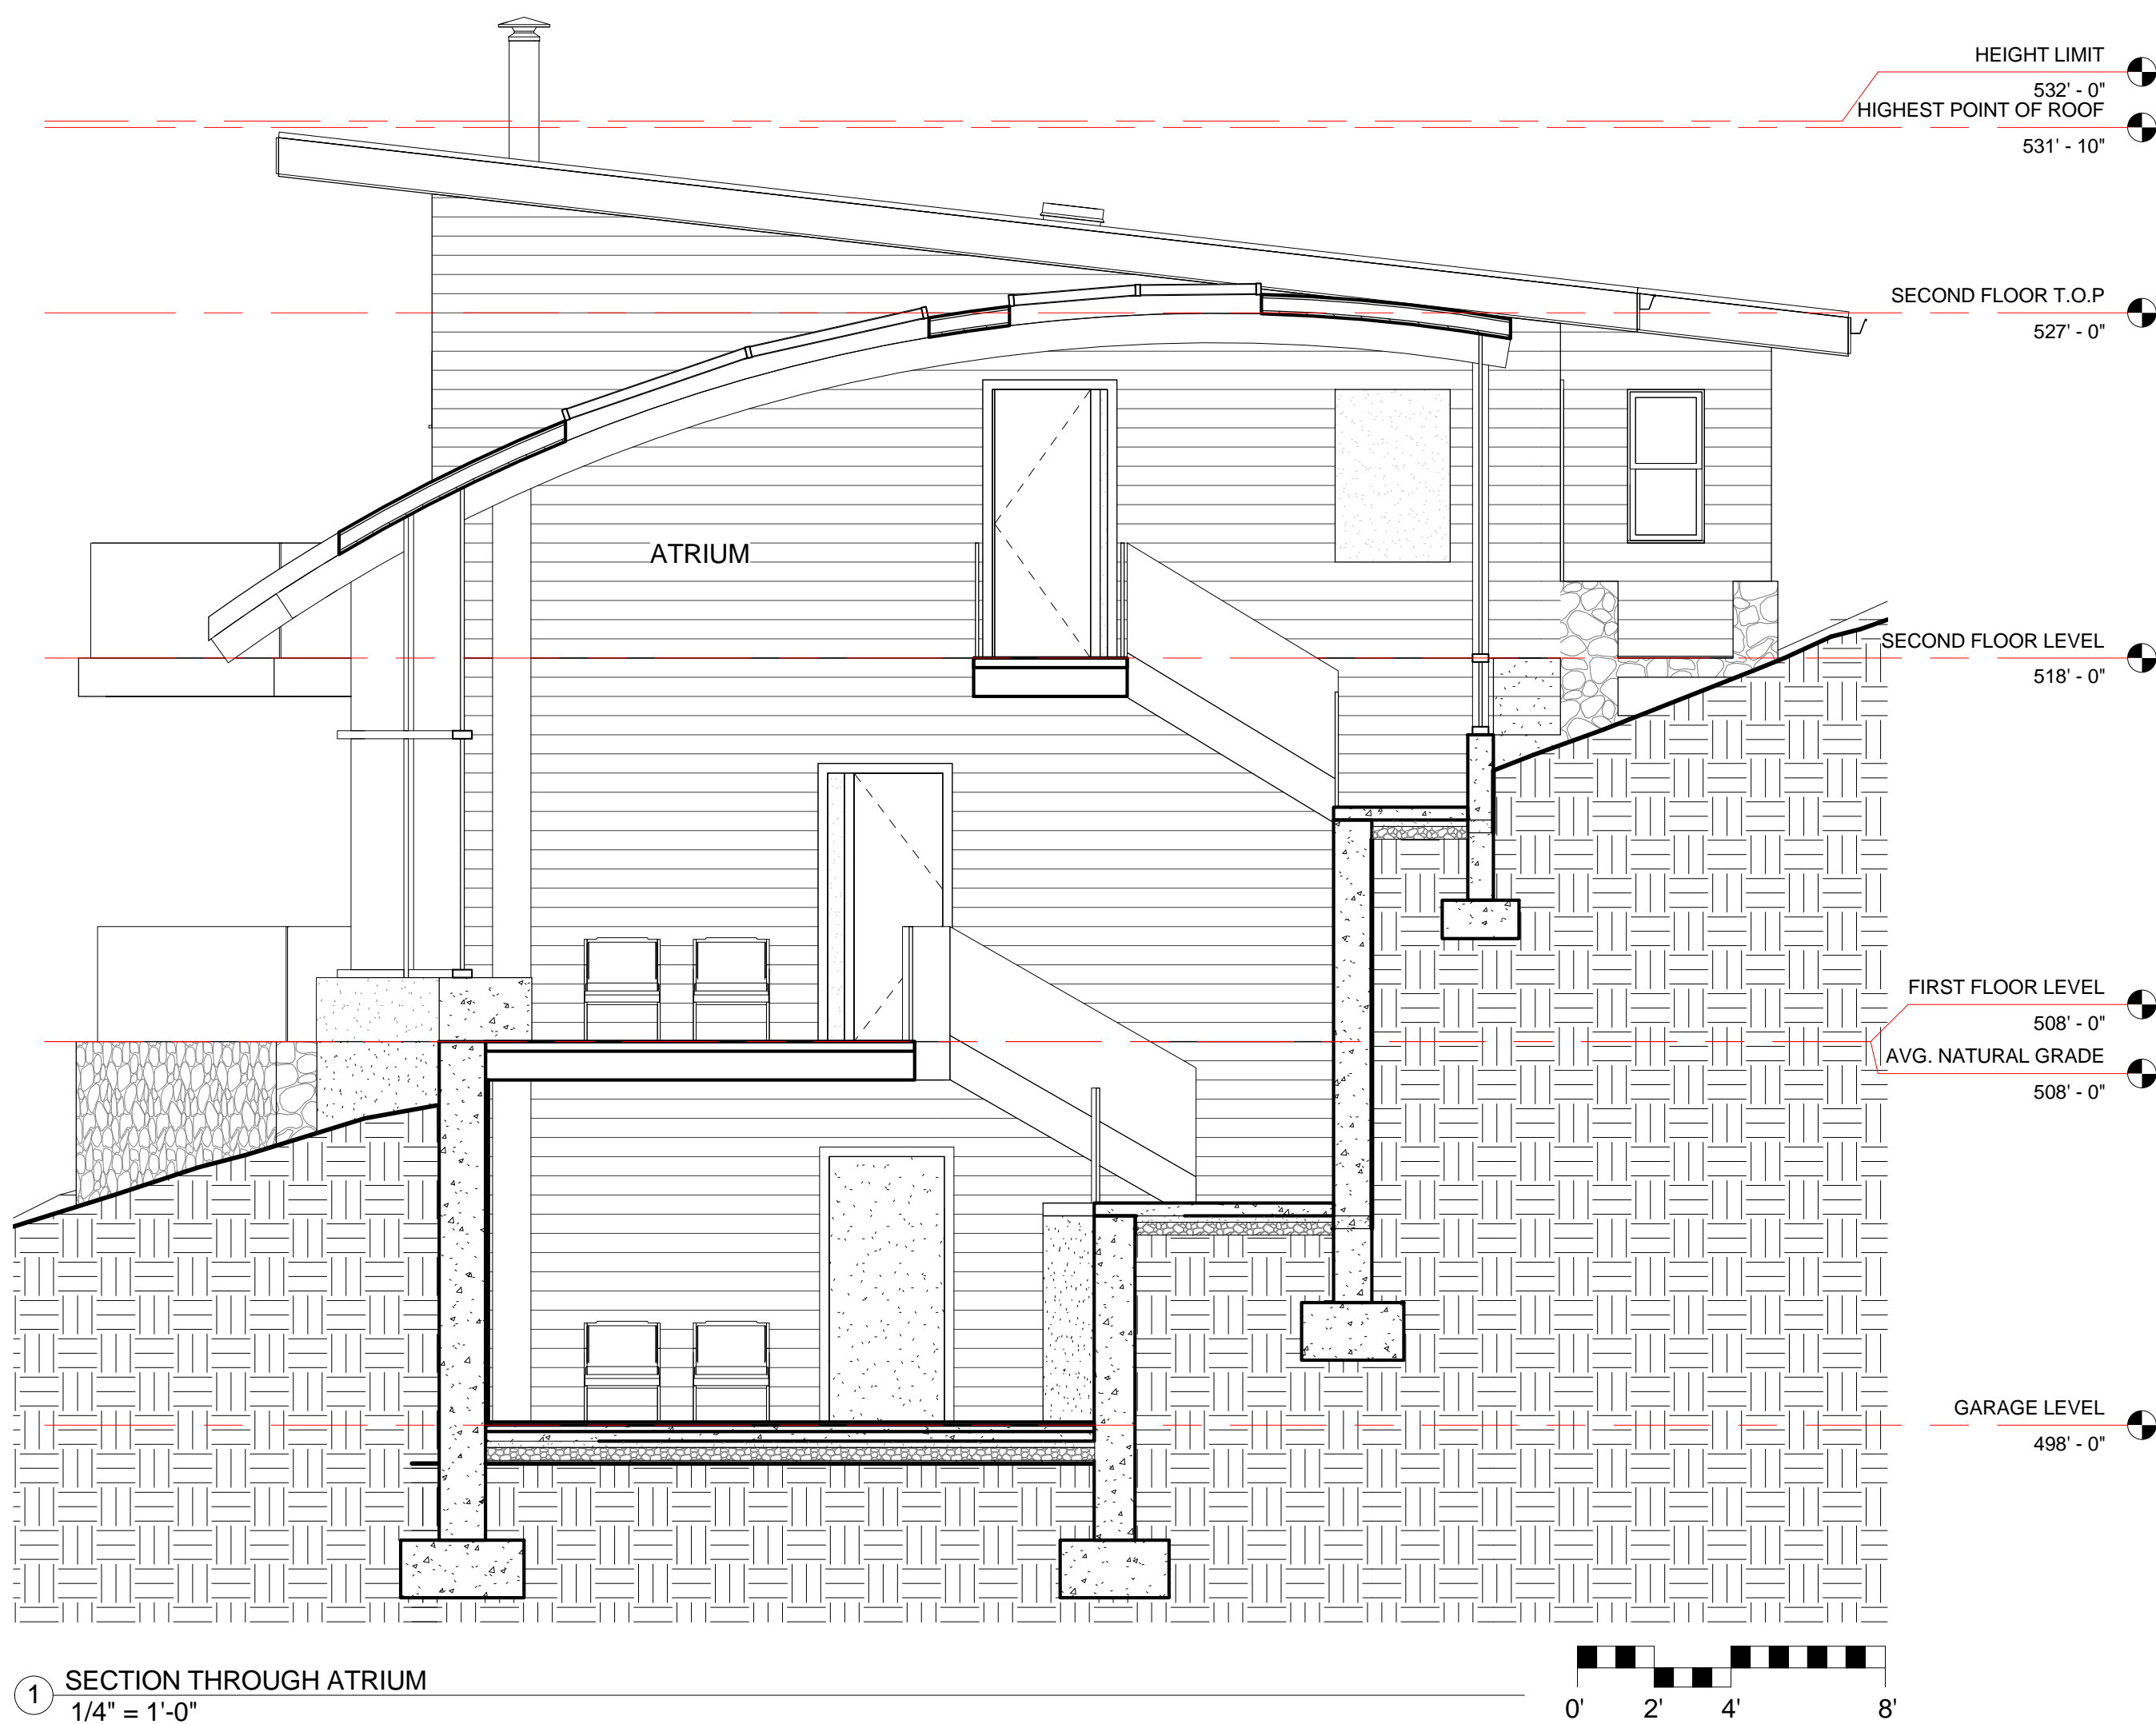 HEIGHT LIMIT
532' - 0"
HIGHEST POINT OF ROOF
531' - 10"
SECOND FLOOR T.O.P
527' - 0"
ATRIUM
SECOND FLOOR LEVEL
518' - 0"
FIRST FLOOR LEVEL
508' - 0"
AVG. NATURAL GRADE
508' - 0"
GARAGE LEVEL
498' - 0"
1 SECTION THROUGH ATRIUM
1/4" = 1'-0"
0' 2' 4' 8'